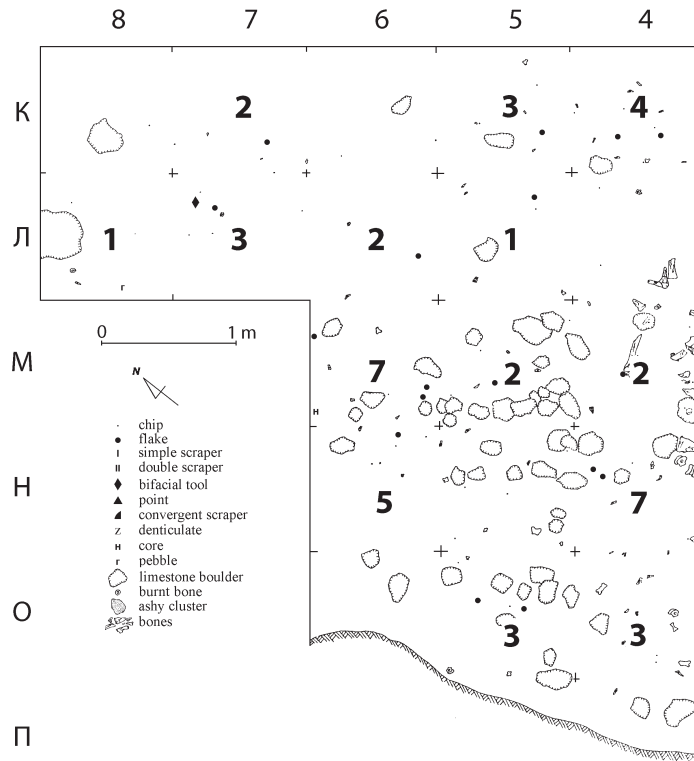 8 7 6 5 4
К 2 3 4
Л 1 3 2 1
г
0 1 m
М 7 2 2
N
н
chip
flake
simple scraper
double scraper
bifacial tool
point
convergent scraper
z denticulate
н core
г pebble
limestone boulder
burnt bone
ashy cluster
bones
Н 5 7
О 3 3
П